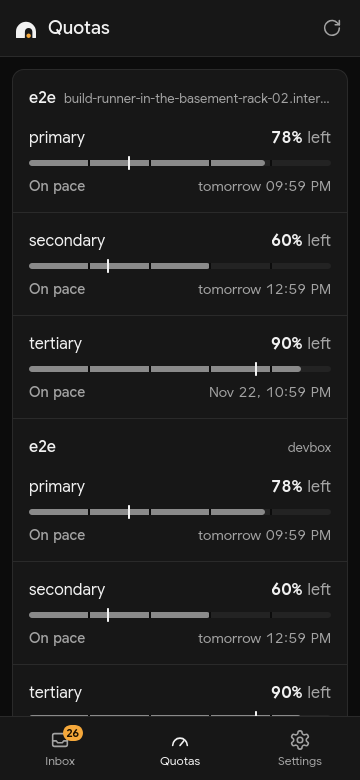 Quotas
e2e build-runner-in-the-basement-rack-02.inter...
primary 78% left
On pace tomorrow 09:59 PM
secondary 60% left
On pace tomorrow 12:59 PM
tertiary 90% left
On pace Nov 22, 10:59 PM
e2e devbox
primary 78% left
On pace tomorrow 09:59 PM
secondary 60% left
On pace tomorrow 12:59 PM
tertiary 90% left
26
Inbox Quotas Settings